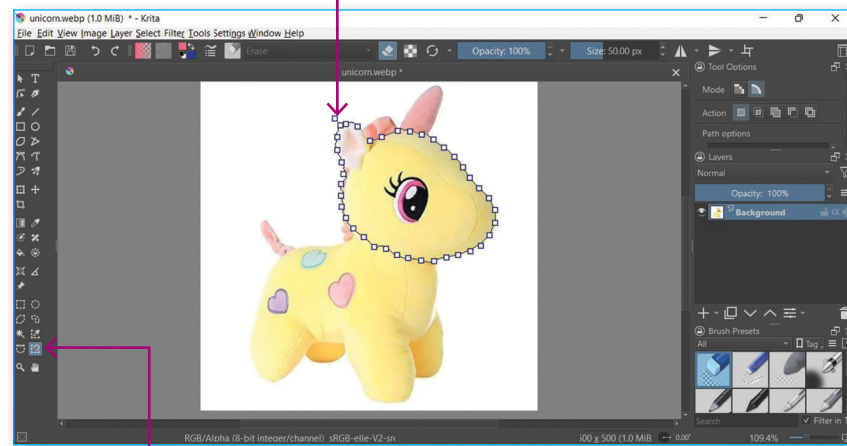 unicorn.webp (1.0 MiB) * - Krita
File Edit View Image Layer Select Filter Tools Settings Window Help
Erase
Opacity: 100%
Size: 50.00 px
unicorn.webp *
Tool Options
Mode
Action
Path options
Layers
Normal
Opacity: 100%
Background
Brush Presets
All
Tag
Search
Filter in T
RGB/Alpha (8-bit integer/channel) sRGB-elle-V2-sr
500 x 500 (1.0 MiB
0.00°
109.4%